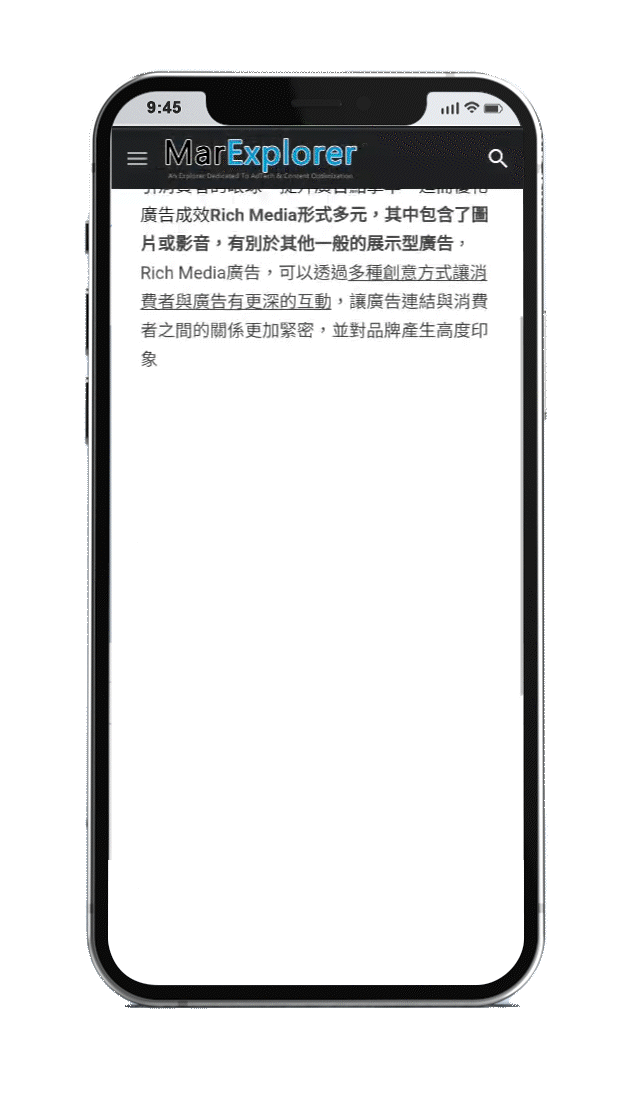 9:45
MarExplorer
An Explorer Dedicated To AdTech & Content Optimization
廣告成效Rich Media形式多元，其中包含了圖
片或影音，有別於其他一般的展示型廣告，
Rich Media廣告，可以透過多種創意方式讓消
費者與廣告有更深的互動，讓廣告連結與消費
者之間的關係更加緊密，並對品牌產生高度印
象